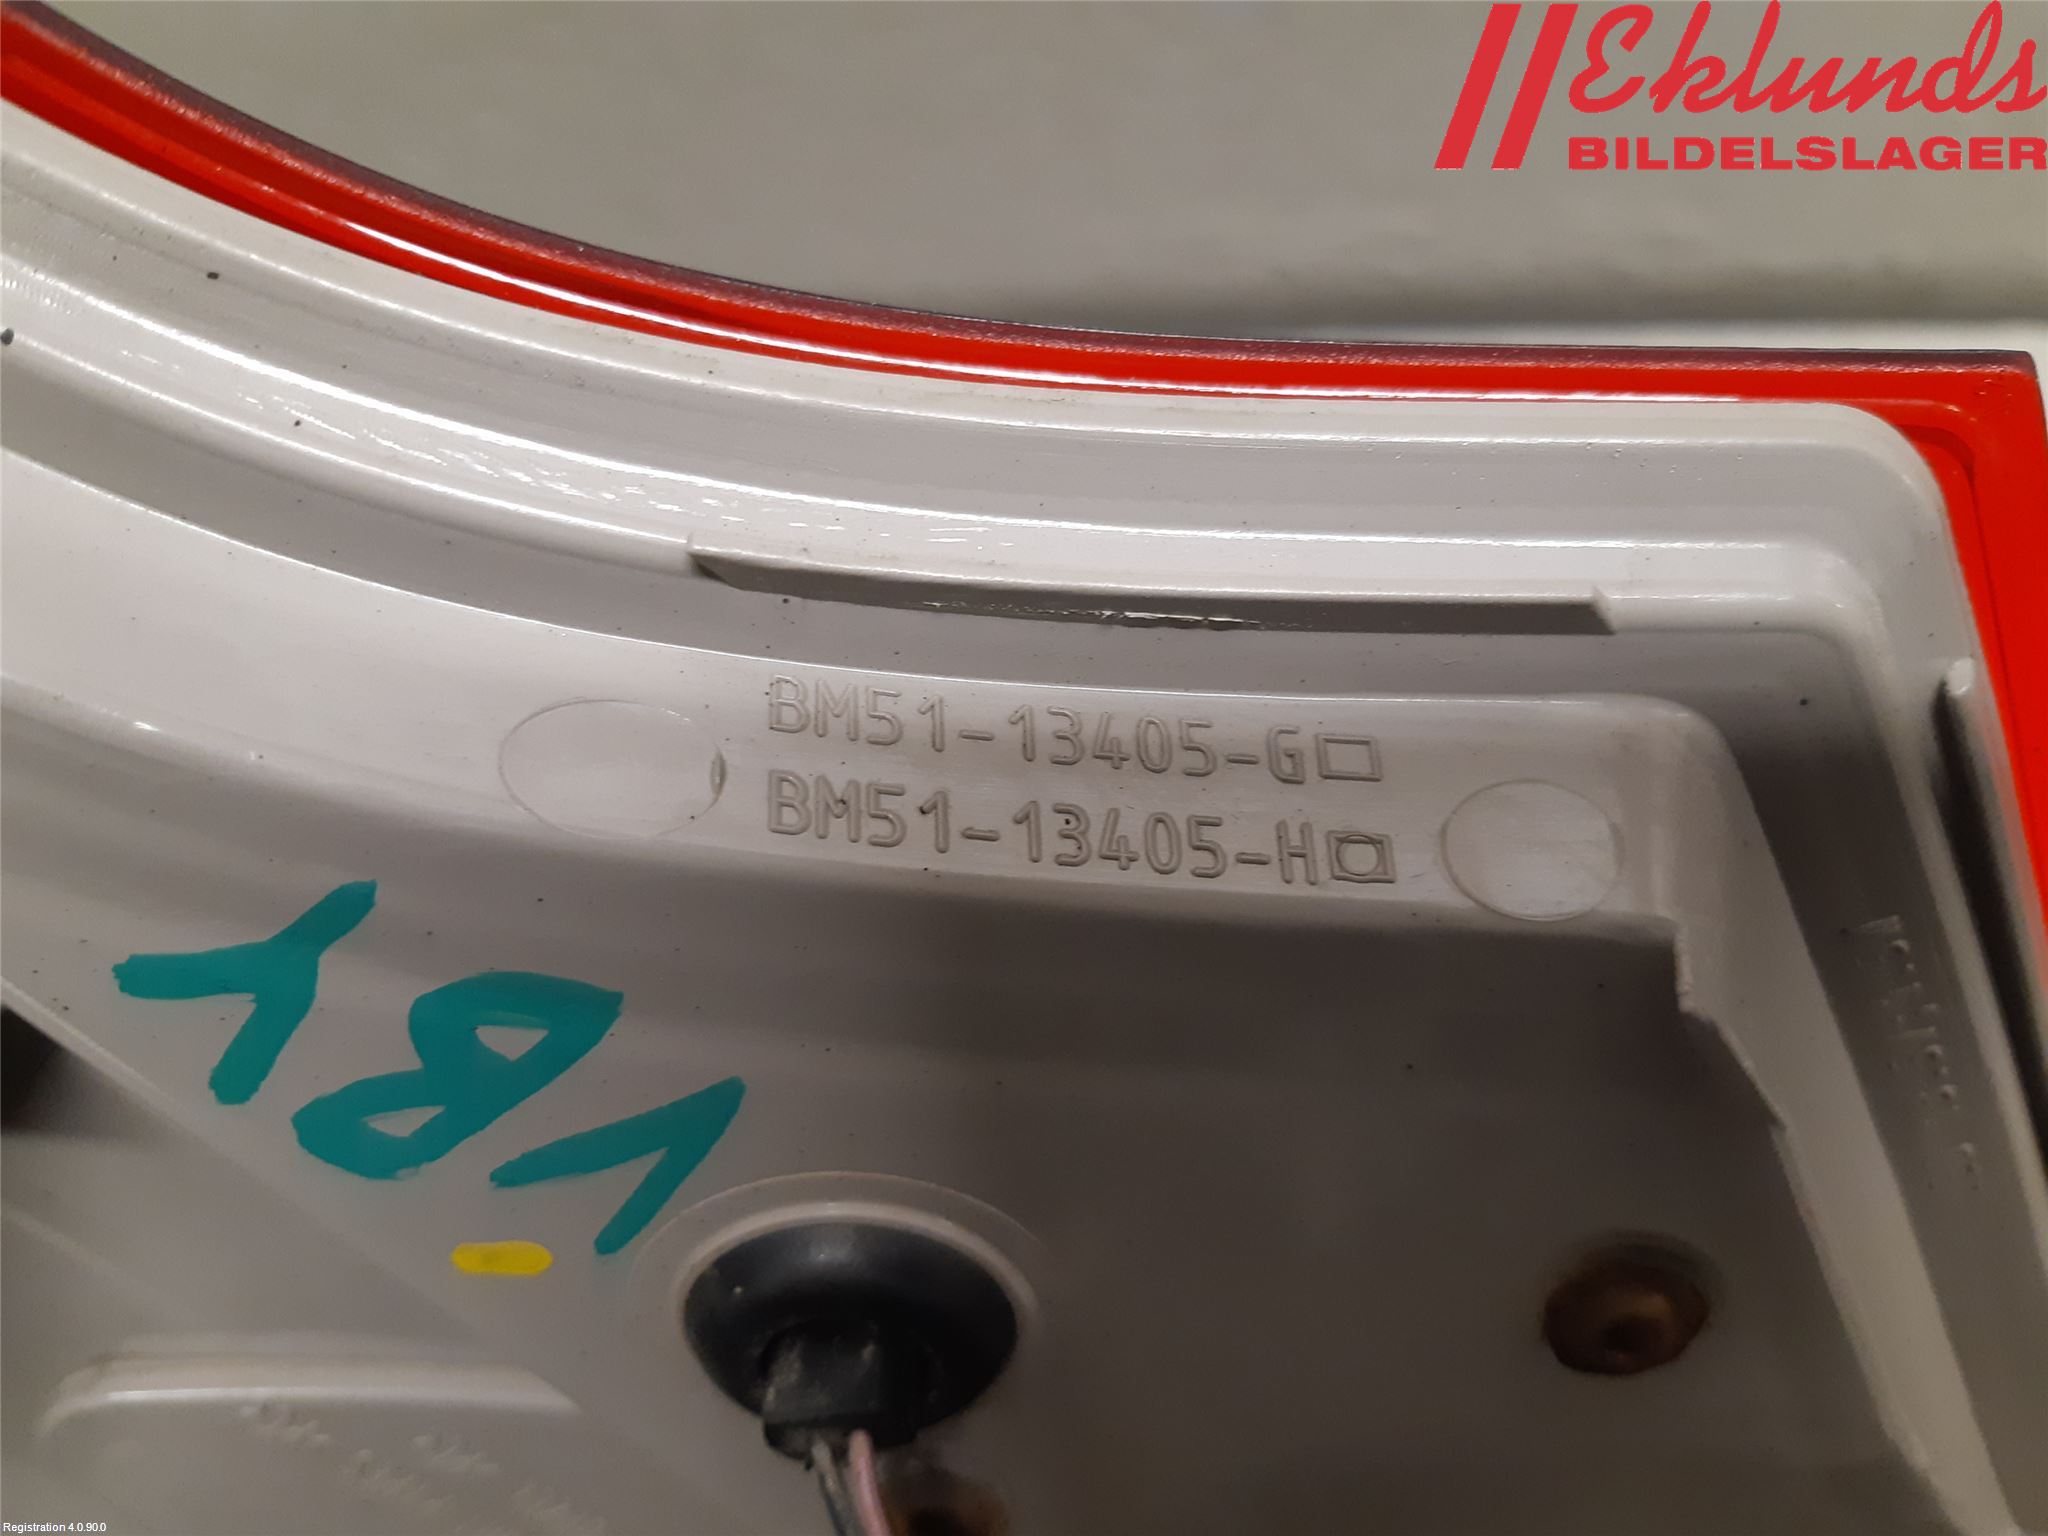 Eklunds
BILDELSLAGER
BM51-13405-G□
BM51-13405-H□
VBY
Registration 4.0.90.0